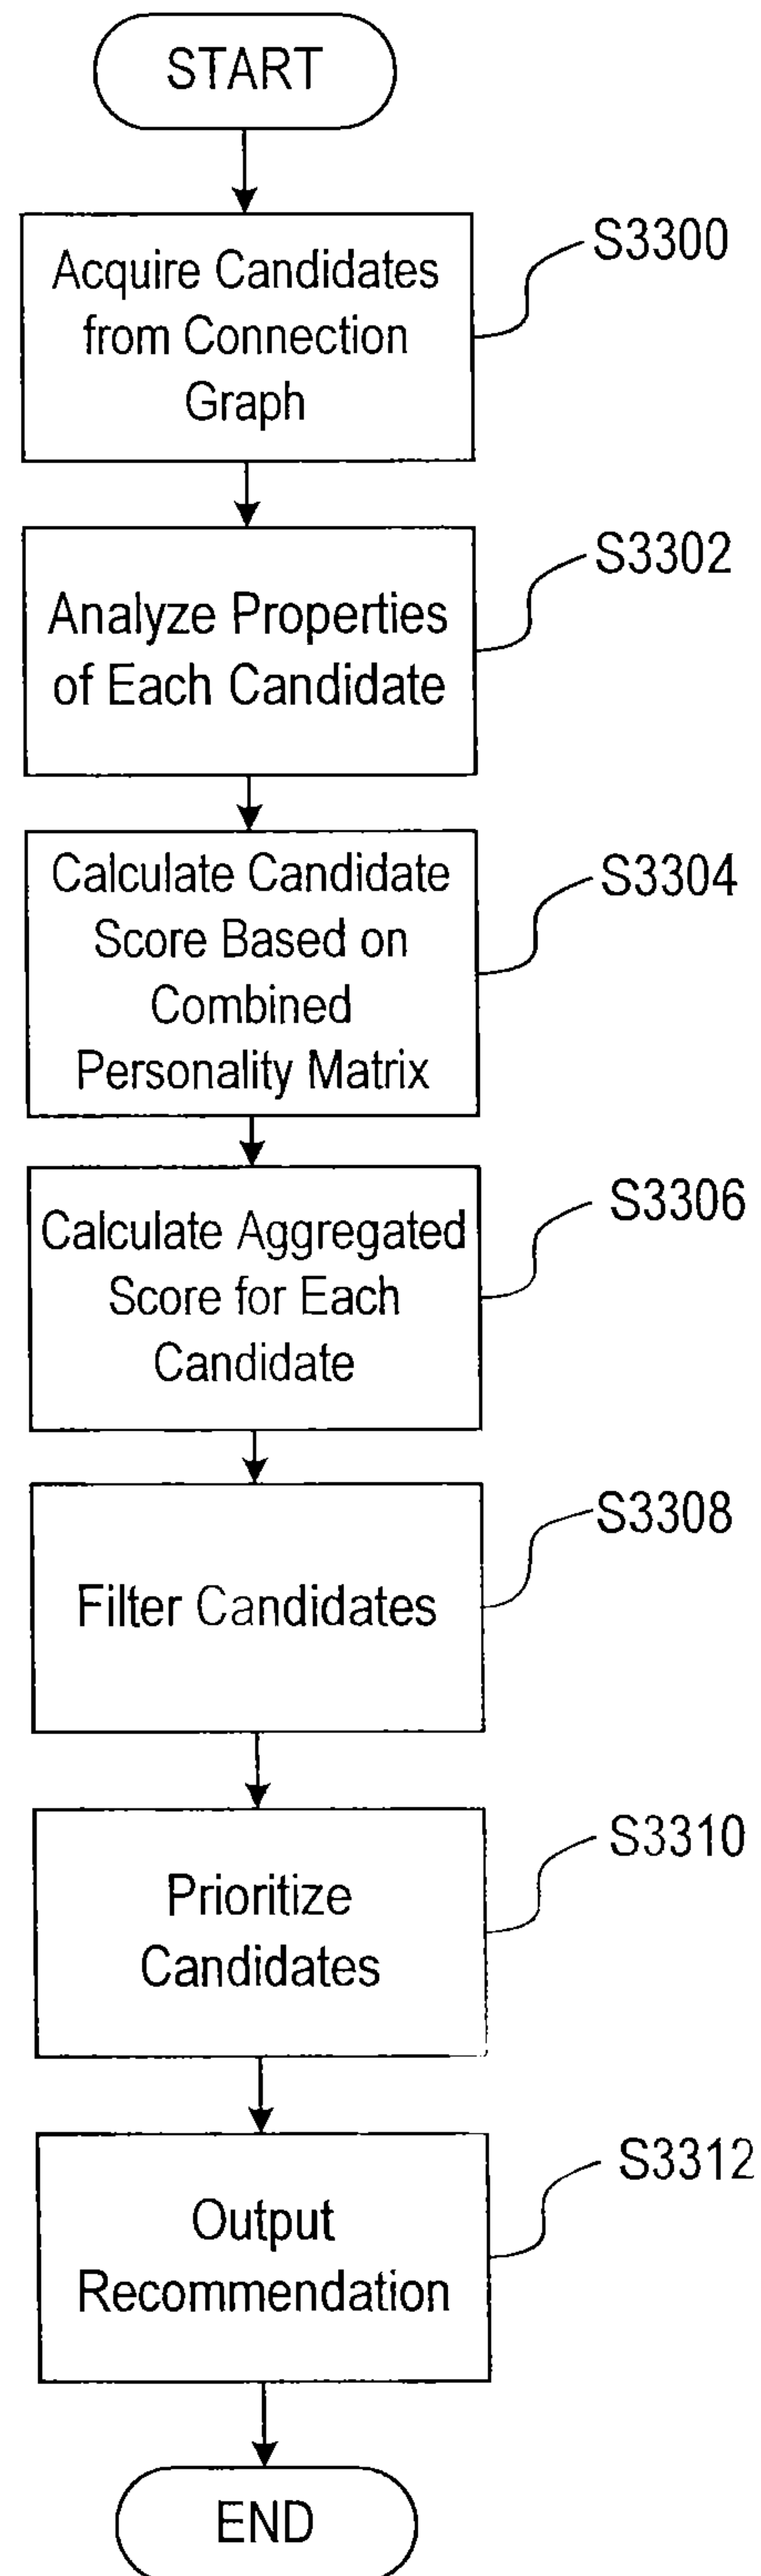 START
Acquire Candidates
from Connection
Graph
S3300
Analyze Properties
of Each Candidate
S3302
Calculate Candidate
Score Based on
Combined
Personality Matrix
S3304
Calculate Aggregated
Score for Each
Candidate
S3306
Filter Candidates
S3308
Prioritize
Candidates
S3310
Output
Recommendation
S3312
END